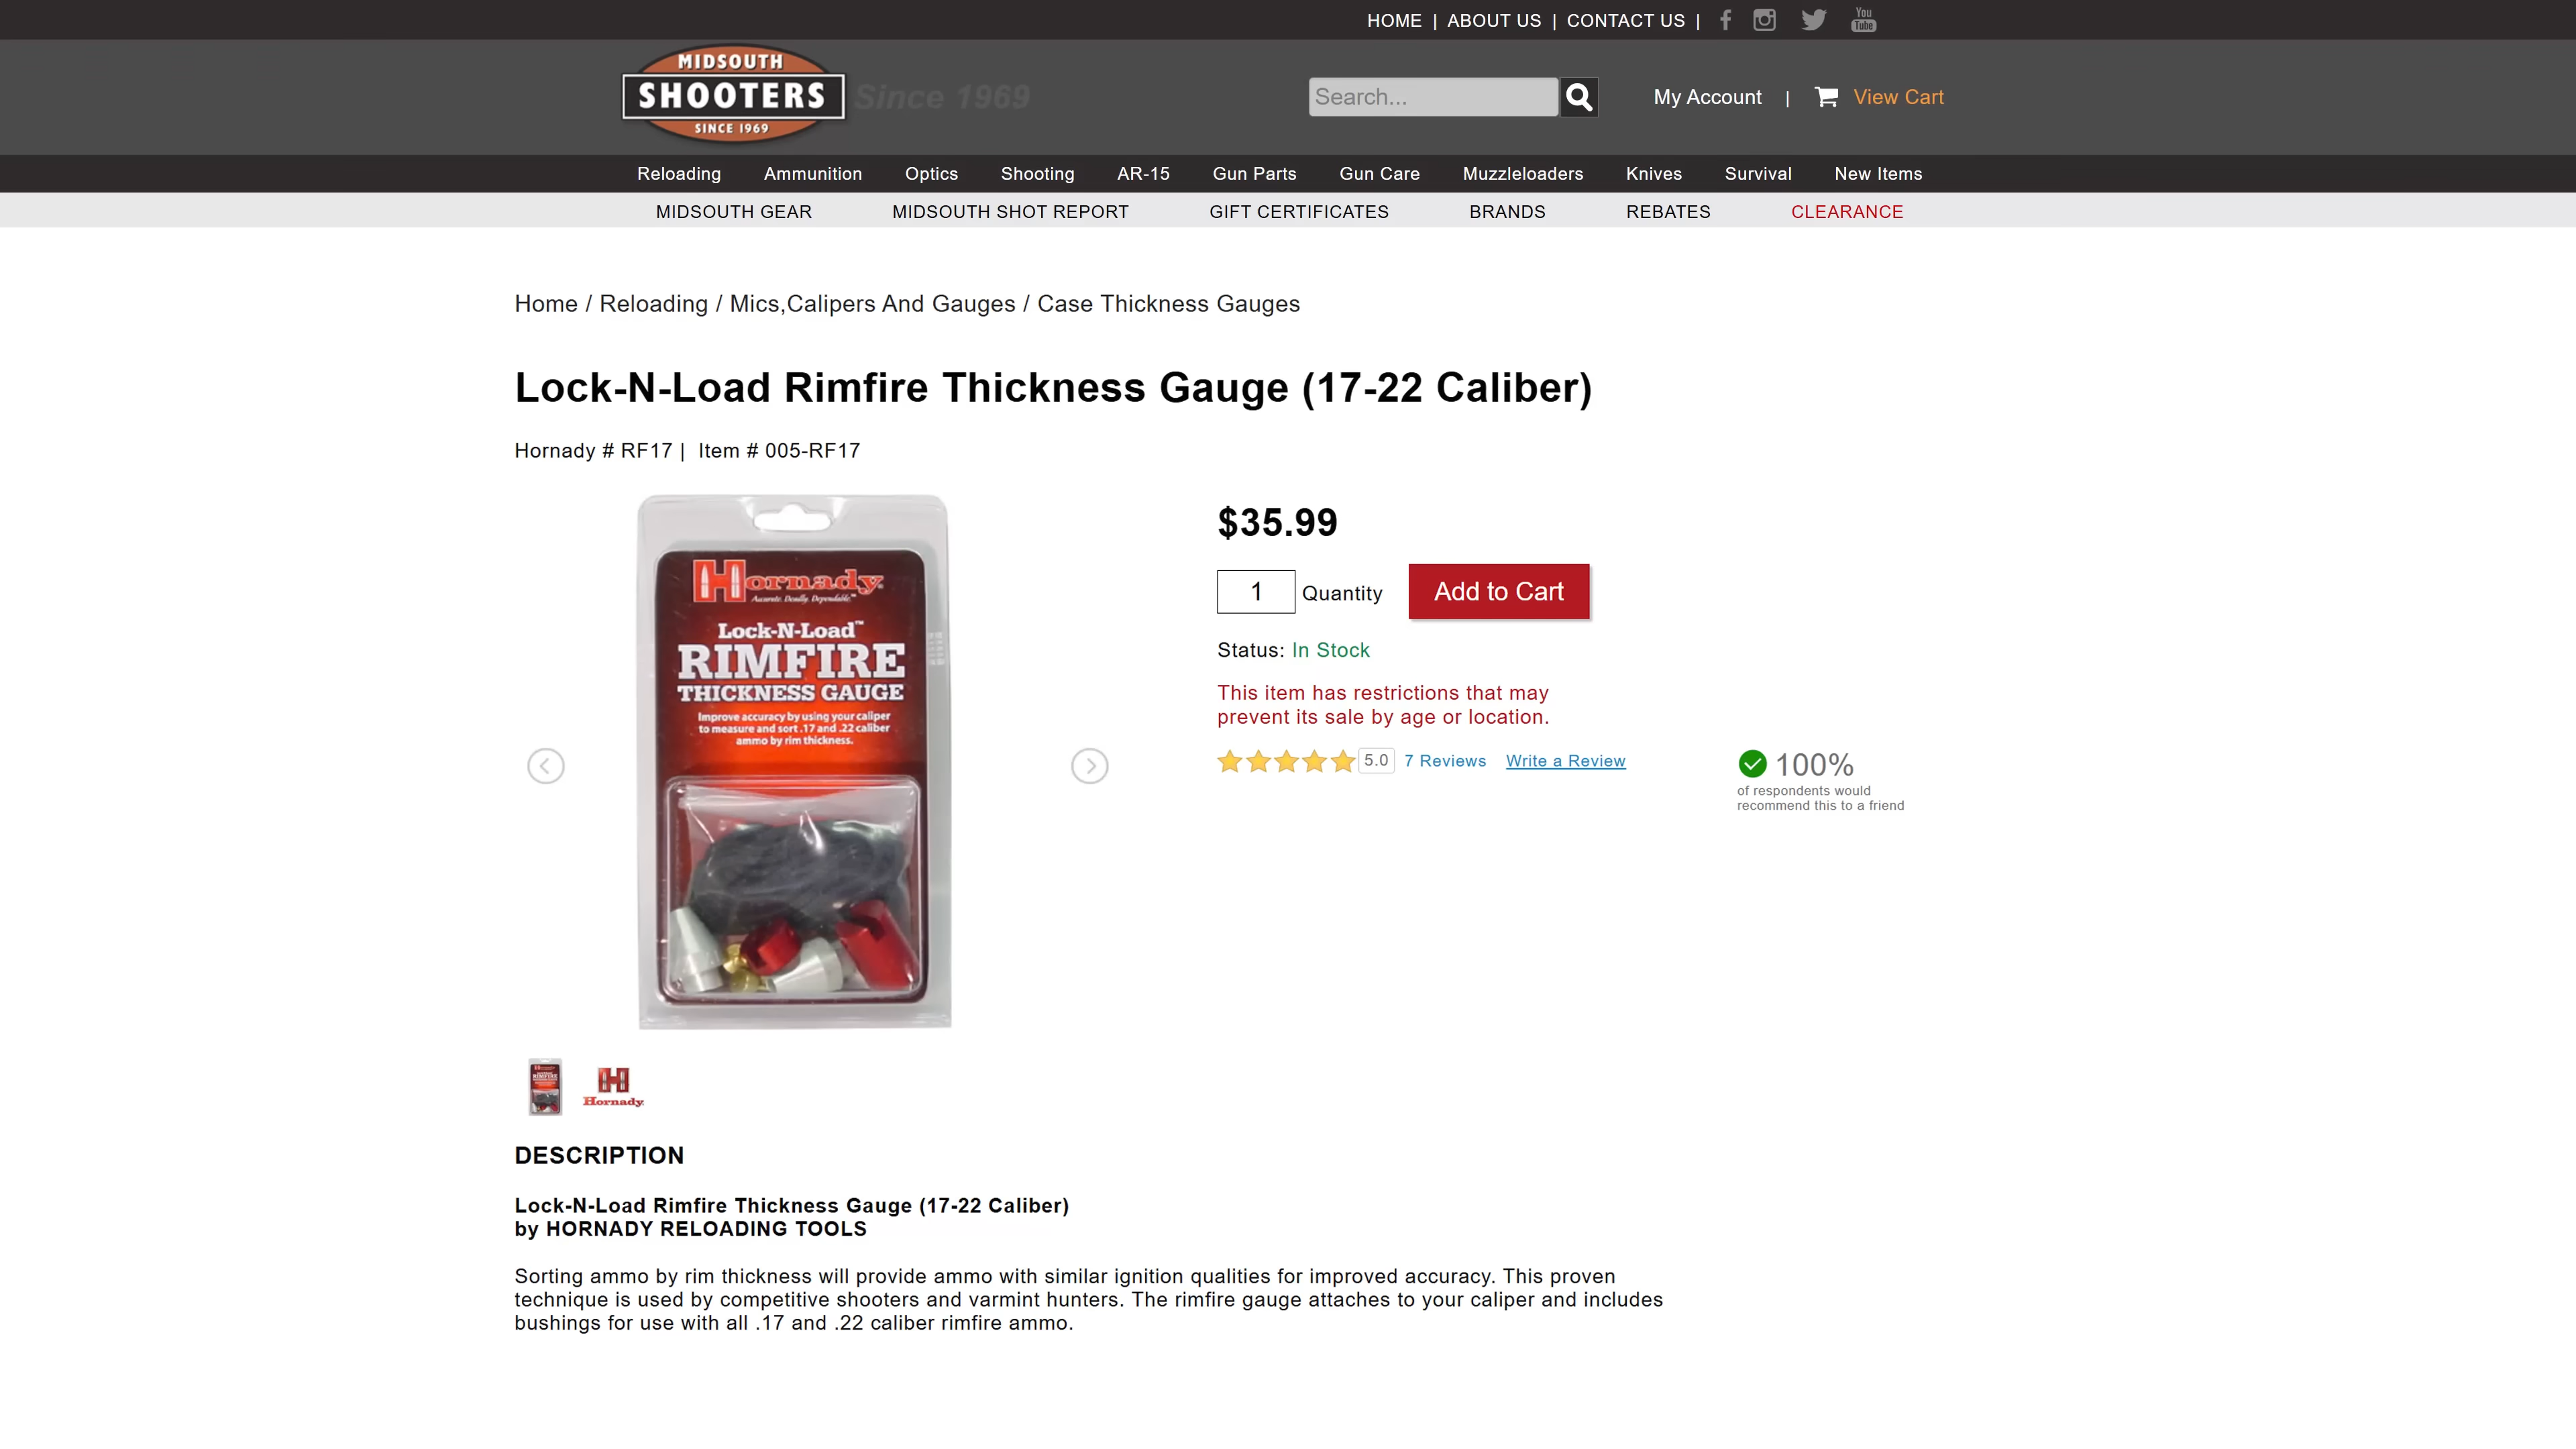 HOME | ABOUT US | CONTACT US |
You
Tube
MIDSOUTH
SHOOTERS
SINCE 1969
Since 1969
Search...
My Account | View Cart
Reloading Ammunition Optics Shooting AR-15 Gun Parts Gun Care Muzzleloaders Knives Survival New Items
MIDSOUTH GEAR MIDSOUTH SHOT REPORT GIFT CERTIFICATES BRANDS REBATES CLEARANCE
Home / Reloading / Mics,Calipers And Gauges / Case Thickness Gauges
Lock-N-Load Rimfire Thickness Gauge (17-22 Caliber)
Hornady # RF17 | Item # 005-RF17
Hornady
Accurate. Deadly. Dependable.™
Lock-N-Load™
RIMFIRE
THICKNESS GAUGE
Improve accuracy by using your caliper
to measure and sort .17 and .22 caliber
ammo by rim thickness.
$35.99
1 Quantity Add to Cart
Status: In Stock
This item has restrictions that may
prevent its sale by age or location.
5.0 7 Reviews Write a Review
100%
of respondents would
recommend this to a friend
RIMFIRE
H
Hornady
DESCRIPTION
Lock-N-Load Rimfire Thickness Gauge (17-22 Caliber)
by HORNADY RELOADING TOOLS
Sorting ammo by rim thickness will provide ammo with similar ignition qualities for improved accuracy. This proven
technique is used by competitive shooters and varmint hunters. The rimfire gauge attaches to your caliper and includes
bushings for use with all .17 and .22 caliber rimfire ammo.